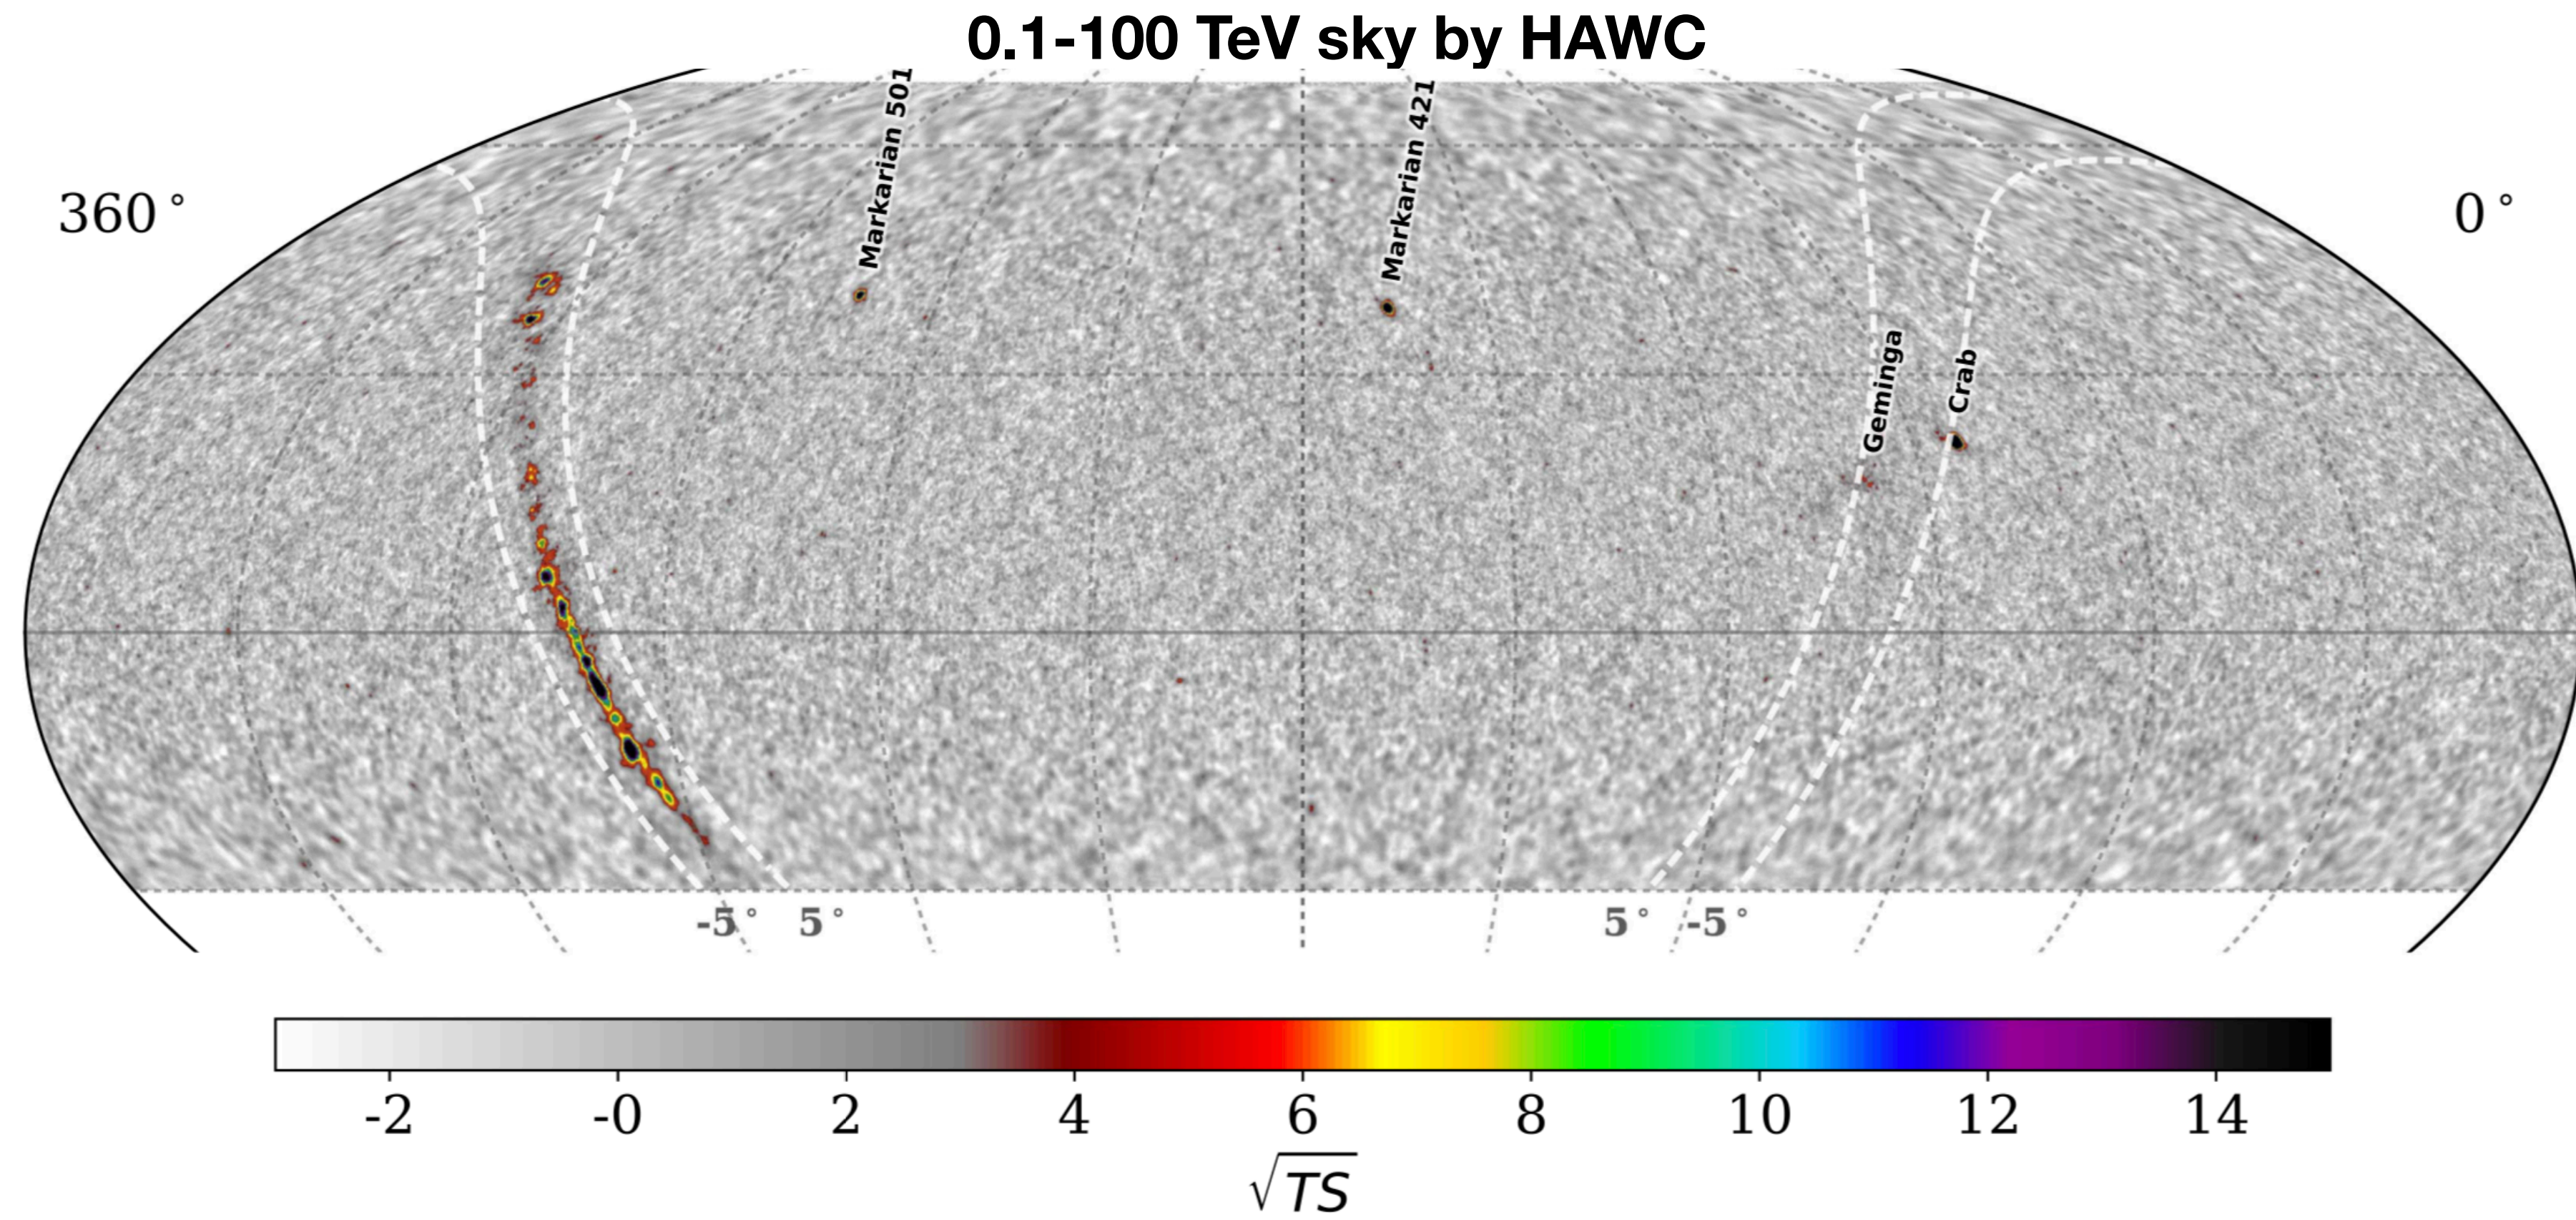 0.1-100 TeV sky by HAWC
Markarian 501
Markarian 421
360 °
0 °
Geminga
Crab
-5 ° 5 ° 5 ° -5 °
-2 -0 2 4 6 8 10 12 14
√TS